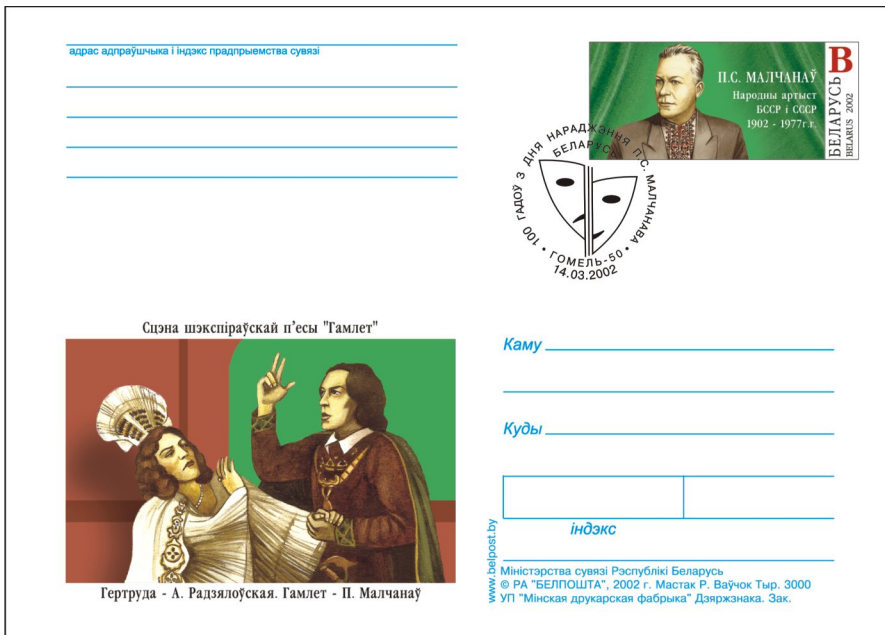 адрас адпраўшчыка і індэкс прадпрыемства сувязі
П.С. МАЛЧАНАЎ
Народны артыст
БССР і СССР
1902 - 1977г.г.
В
БЕЛАРУСЬ
BELARUS 2002
100 ГАДОЎ З ДНЯ НАРАДЖЭННЯ П.С. МАЛЧАНАВА
БЕЛАРУСЬ
• ГОМЕЛЬ-50 •
14.03.2002
Сцэна шэкспіраўскай п'есы "Гамлет"
Гертруда - А. Радзялоўская. Гамлет - П. Малчанаў
Каму
Куды
індэкс
www.belpost.by
Міністэрства сувязі Рэспублікі Беларусь
© РА "БЕЛПОШТА", 2002 г. Мастак Р. Ваўчок Тыр. 3000
УП "Мінская друкарская фабрыка" Дзяржзнака. Зак.